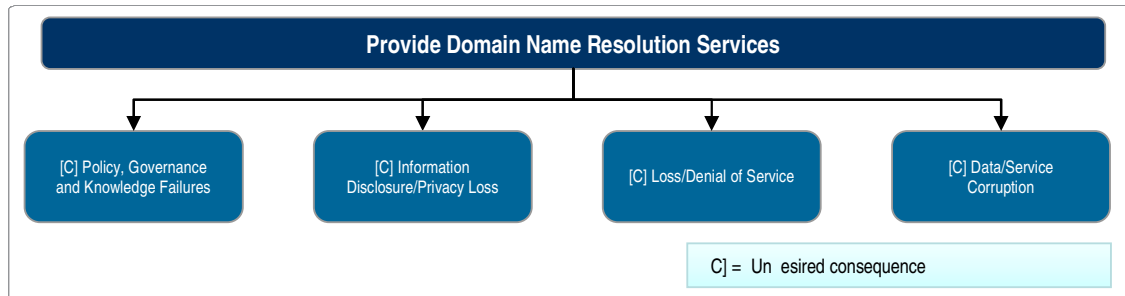 Provide Domain Name Resolution Services
[C] Policy, Governance
and Knowledge Failures
[C] Information
Disclosure/Privacy Loss
[C] Loss/Denial of Service
[C] Data/Service
Corruption
C] = Un esired consequence